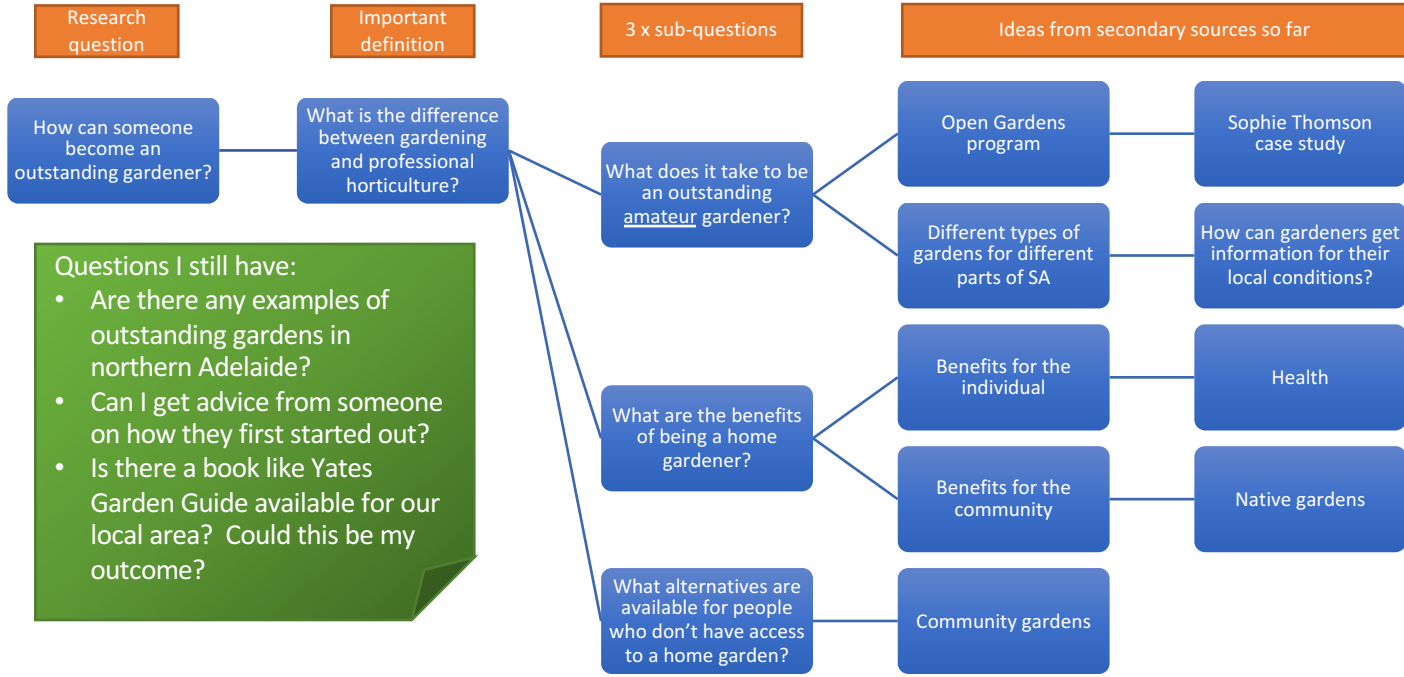 Research
question
Important
definition
3 x sub-questions
Ideas from secondary sources so far
How can someone
become an
outstanding gardener?
What is the difference
between gardening
and professional
horticulture?
What does it take to be
an outstanding
amateur gardener?
Open Gardens
program
Sophie Thomson
case study
Different types of
gardens for different
parts of SA
How can gardeners get
information for their
local conditions?
What are the benefits
of being a home
gardener?
Benefits for the
individual
Health
Benefits for the
community
Native gardens
What alternatives are
available for people
who don’t have access
to a home garden?
Community gardens
Questions I still have:
• Are there any examples of
outstanding gardens in
northern Adelaide?
• Can I get advice from someone
on how they first started out?
• Is there a book like Yates
Garden Guide available for our
local area?  Could this be my
outcome?